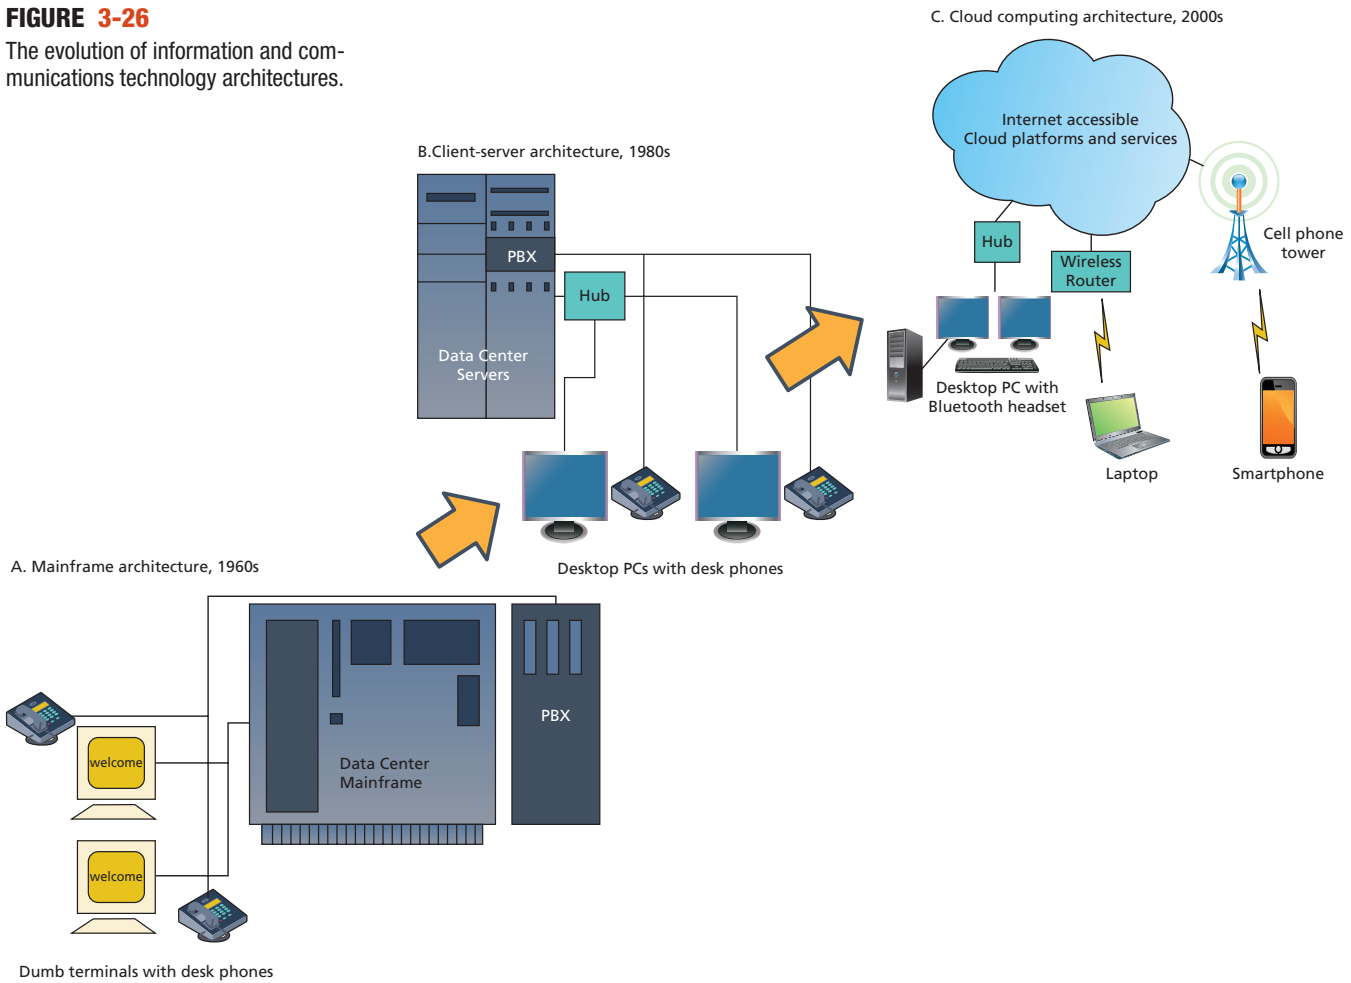 FIGURE 3-26
The evolution of information and com-
munications technology architectures.
C. Cloud computing architecture, 2000s
Internet accessible
Cloud platforms and services
Hub
Wireless
Router
Cell phone
tower
Desktop PC with
Bluetooth headset
Laptop
Smartphone
B.Client-server architecture, 1980s
PBX
Hub
Data Center
Servers
Desktop PCs with desk phones
A. Mainframe architecture, 1960s
welcome
welcome
Data Center
Mainframe
PBX
Dumb terminals with desk phones